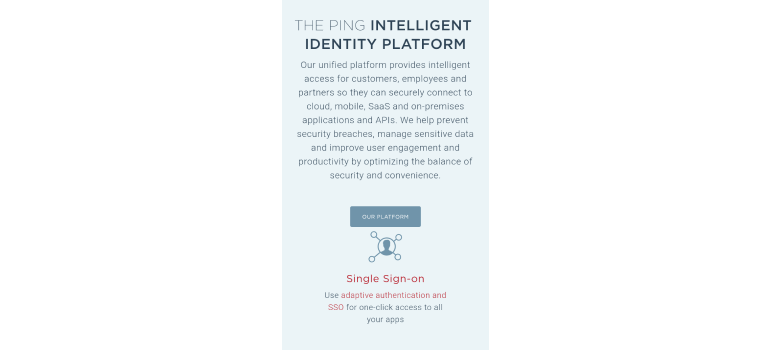 THE PING INTELLIGENT
IDENTITY PLATFORM
Our unified platform provides intelligent
access for customers, employees and
partners so they can securely connect to
cloud, mobile, SaaS and on-premises
applications and APIs. We help prevent
security breaches, manage sensitive data
and improve user engagement and
productivity by optimizing the balance of
security and convenience.
OUR PLATFORM
Single Sign-on
Use adaptive authentication and
SSO for one-click access to all
your apps